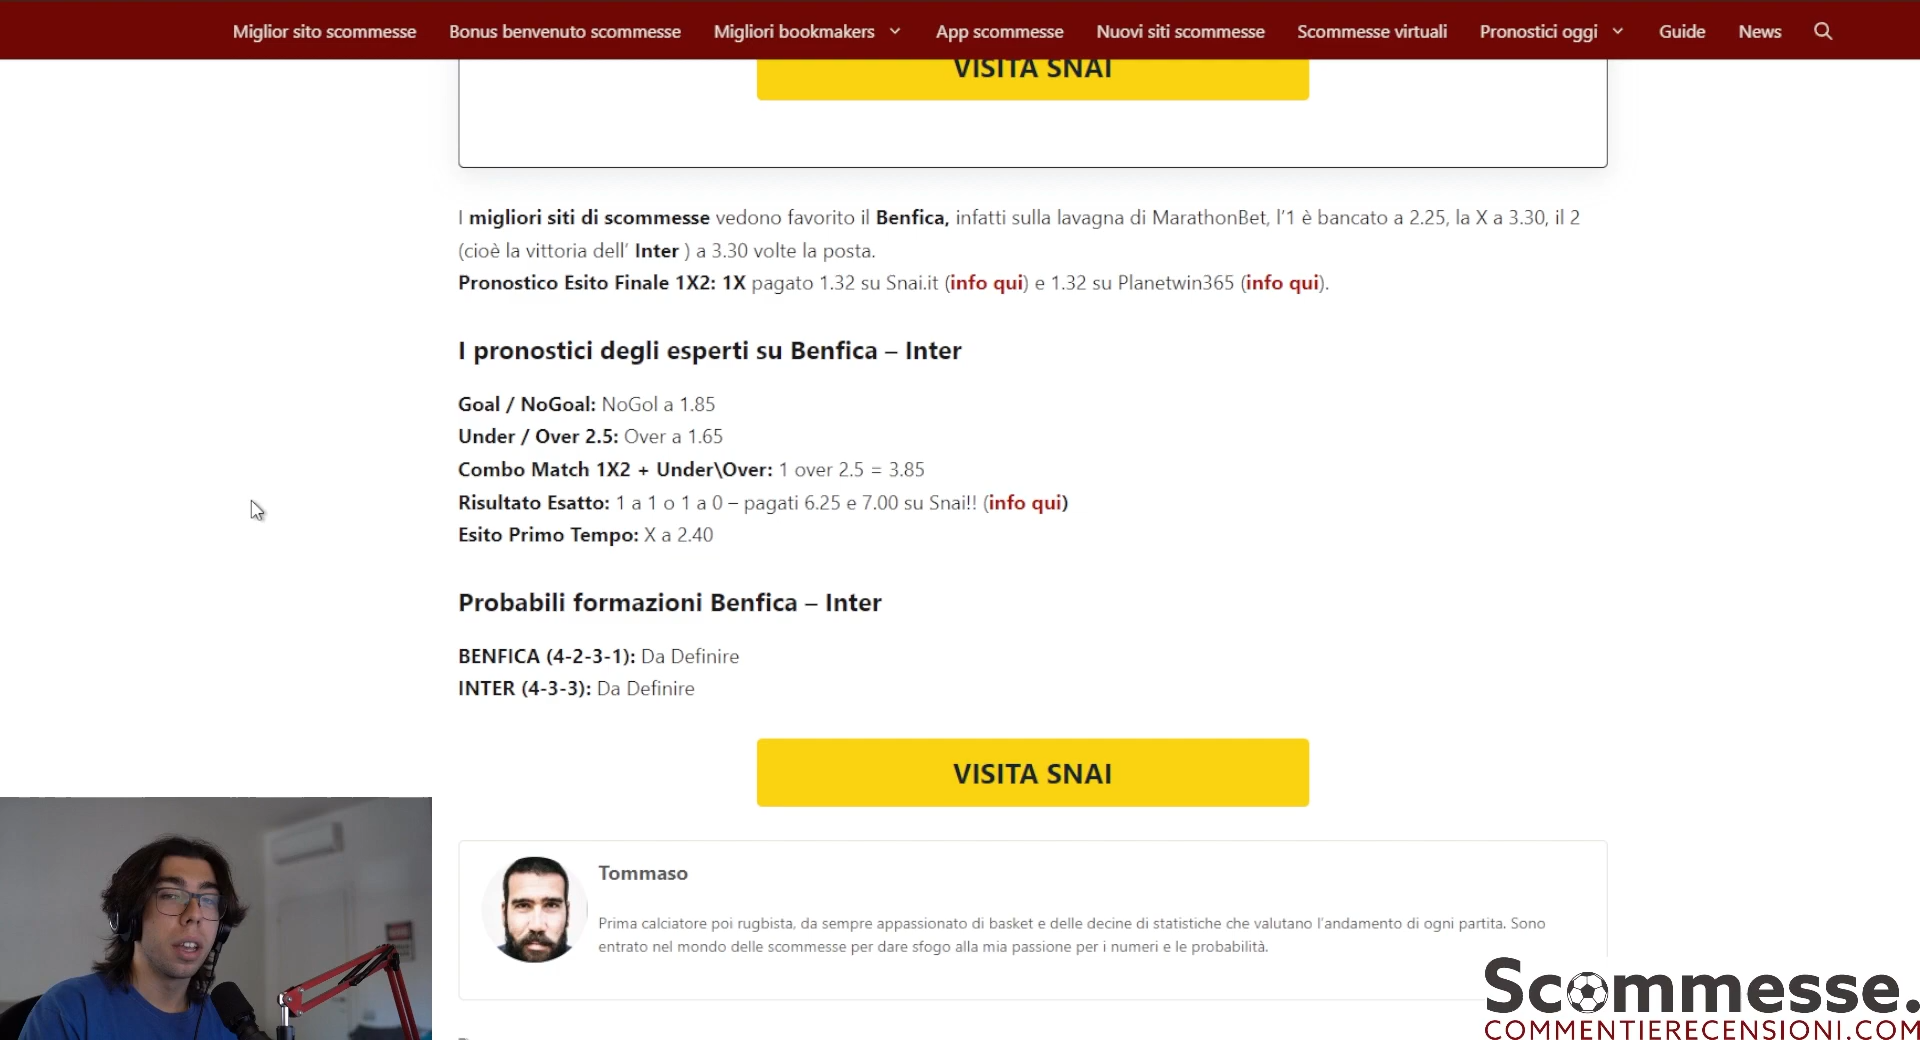 Miglior sito scommesse Bonus benvenuto scommesse Migliori bookmakers App scommesse Nuovi siti scommesse Scommesse virtuali Pronostici oggi Guide News
VISITA SNAI
I migliori siti di scommesse vedono favorito il Benfica, infatti sulla lavagna di MarathonBet, l'1 è bancato a 2.25, la X a 3.30, il 2
(cioè la vittoria dell' Inter ) a 3.30 volte la posta.
Pronostico Esito Finale 1X2: 1X pagato 1.32 su Snai.it (info qui) e 1.32 su Planetwin365 (info qui).
I pronostici degli esperti su Benfica – Inter
Goal / NoGoal: NoGol a 1.85
Under / Over 2.5: Over a 1.65
Combo Match 1X2 + Under\Over: 1 over 2.5 = 3.85
Risultato Esatto: 1 a 1 o 1 a 0 – pagati 6.25 e 7.00 su Snai!! (info qui)
Esito Primo Tempo: X a 2.40
Probabili formazioni Benfica – Inter
BENFICA (4-2-3-1): Da Definire
INTER (4-3-3): Da Definire
VISITA SNAI
Tommaso
Prima calciatore poi rugbista, da sempre appassionato di basket e delle decine di statistiche che valutano l'andamento di ogni partita. Sono
entrato nel mondo delle scommesse per dare sfogo alla mia passione per i numeri e le probabilità.
Scommesse.
COMMENTIERECENSIONI.COM